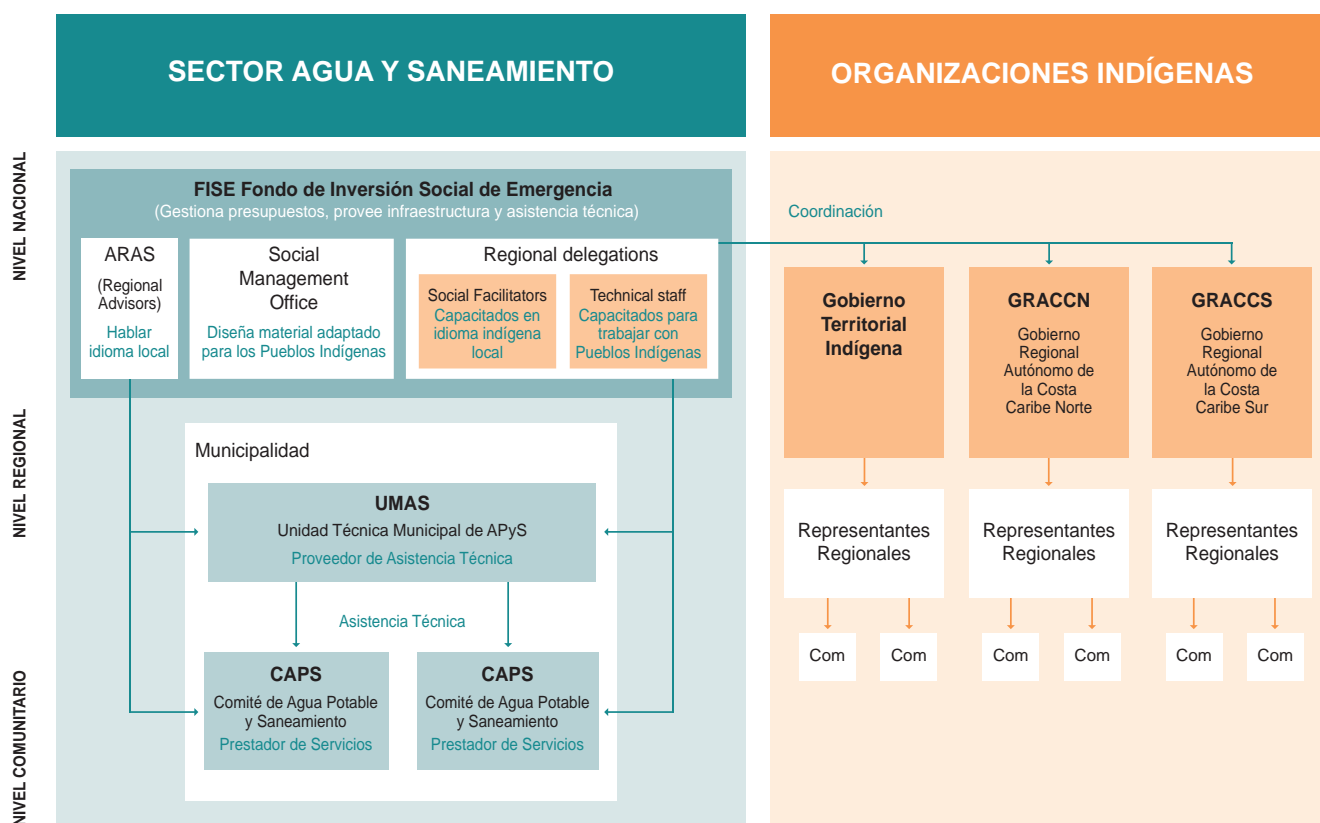 SECTOR AGUA Y SANEAMIENTO
ORGANIZACIONES INDÍGENAS
NIVEL NACIONAL
FISE Fondo de Inversión Social de Emergencia
(Gestiona presupuestos, provee infraestructura y asistencia técnica)
ARAS
(Regional
Advisors)
Hablar
idioma local
Social
Management
Office
Diseña material adaptado
para los Pueblos Indígenas
Regional delegations
Social Facilitators
Capacitados en
idioma indígena
local
Technical staff
Capacitados para
trabajar con
Pueblos Indígenas
Coordinación
Gobierno
Territorial
Indígena
GRACCN
Gobierno
Regional
Autónomo de
la Costa
Caribe Norte
GRACCS
Gobierno
Regional
Autónomo de
la Costa
Caribe Sur
NIVEL REGIONAL
Municipalidad
UMAS
Unidad Técnica Municipal de APyS
Proveedor de Asistencia Técnica
Asistencia Técnica
Representantes
Regionales
Representantes
Regionales
Representantes
Regionales
NIVEL COMUNITARIO
CAPS
Comité de Agua Potable
y Saneamiento
Prestador de Servicios
CAPS
Comité de Agua Potable
y Saneamiento
Prestador de Servicios
Com
Com
Com
Com
Com
Com